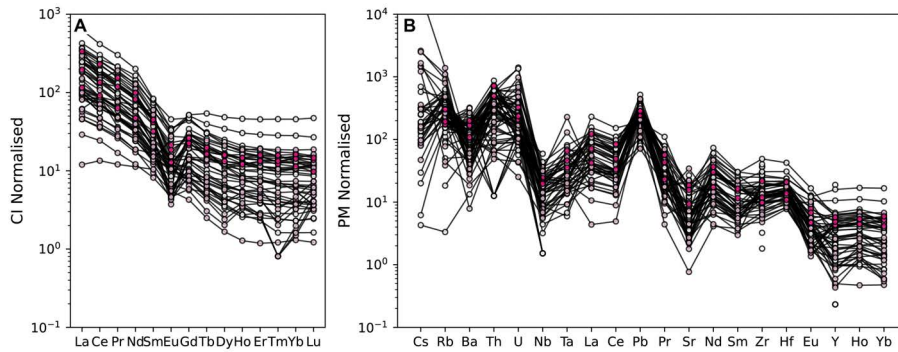 A
B
CI Normalised
10³
10²
10¹
10⁰
10⁻¹
La Ce Pr Nd Sm Eu Gd Tb Dy Ho Er Tm Yb Lu
PM Normalised
10⁴
10³
10²
10¹
10⁰
10⁻¹
Cs Rb Ba Th U Nb Ta La Ce Pb Pr Sr Nd Sm Zr Hf Eu Y Ho Yb